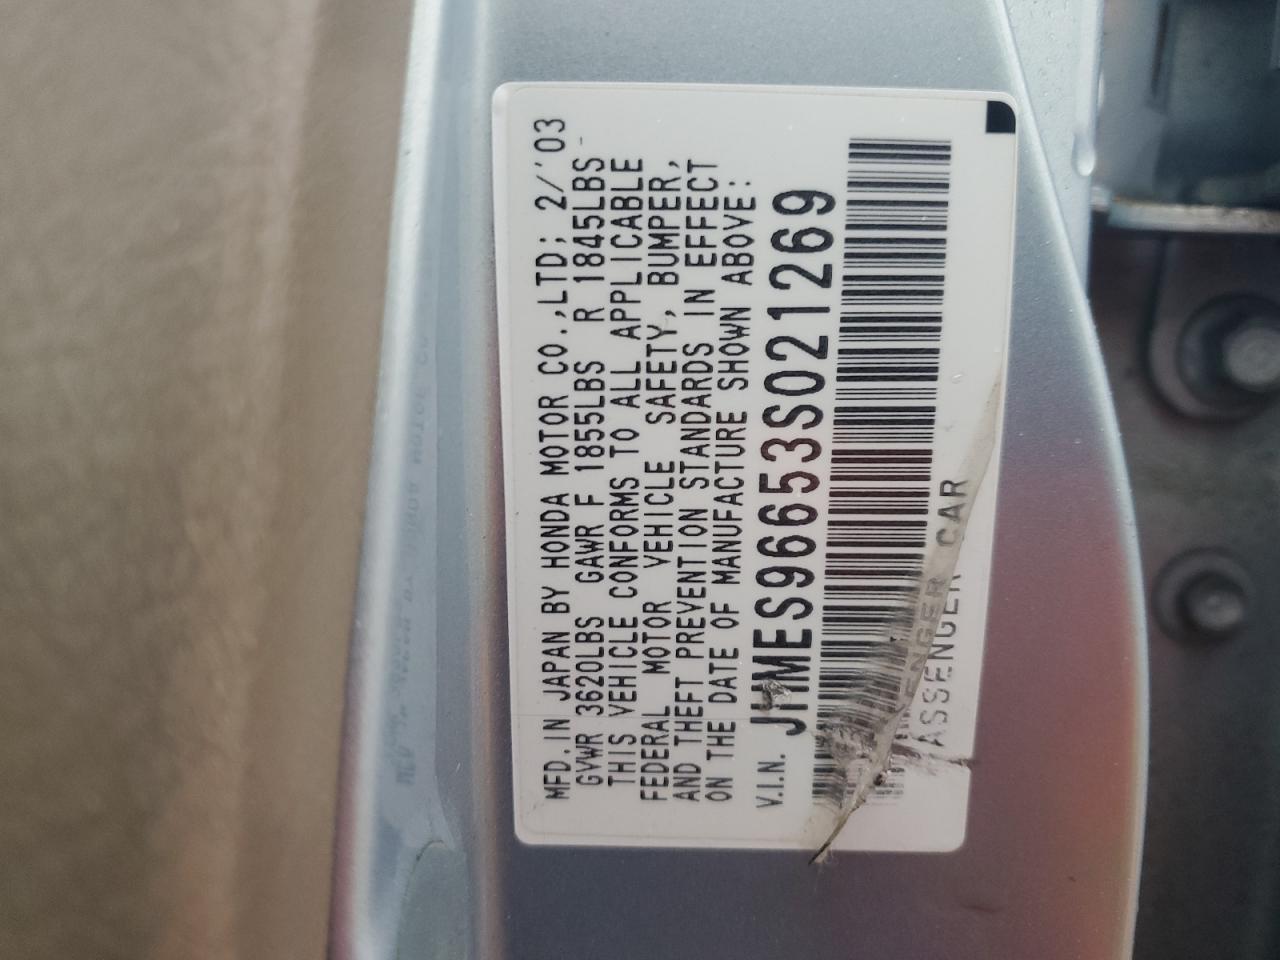 MFD. IN JAPAN BY HONDA MOTOR CO.,LTD; 2/'03
GVWR 3620LBS GAWR F 1855LBS R 1845LBS
THIS VEHICLE CONFORMS TO ALL APPLICABLE
FEDERAL MOTOR VEHICLE SAFETY, BUMPER,
AND THEFT PREVENTION STANDARDS IN EFFECT
ON THE DATE OF MANUFACTURE SHOWN ABOVE:
V.I.N. JHMES96653S021269
PASSENGER CAR